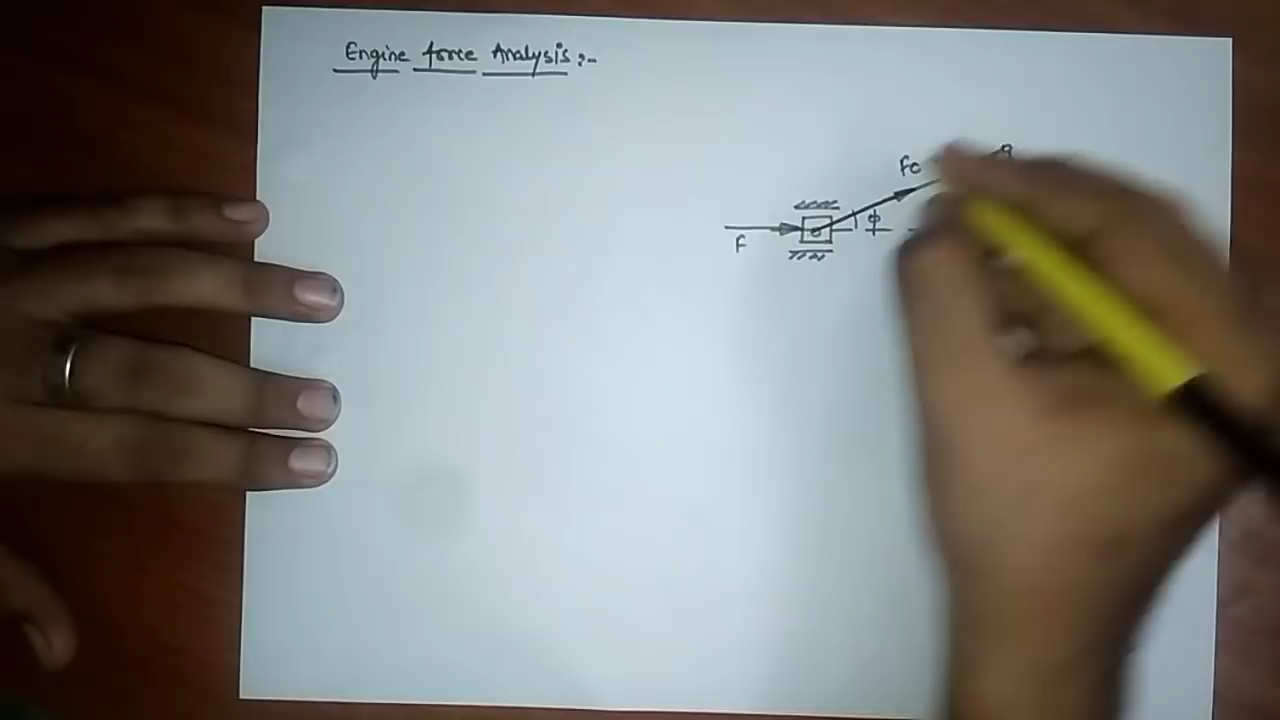 Engine force Analysis :-
Fc
ϕ
F